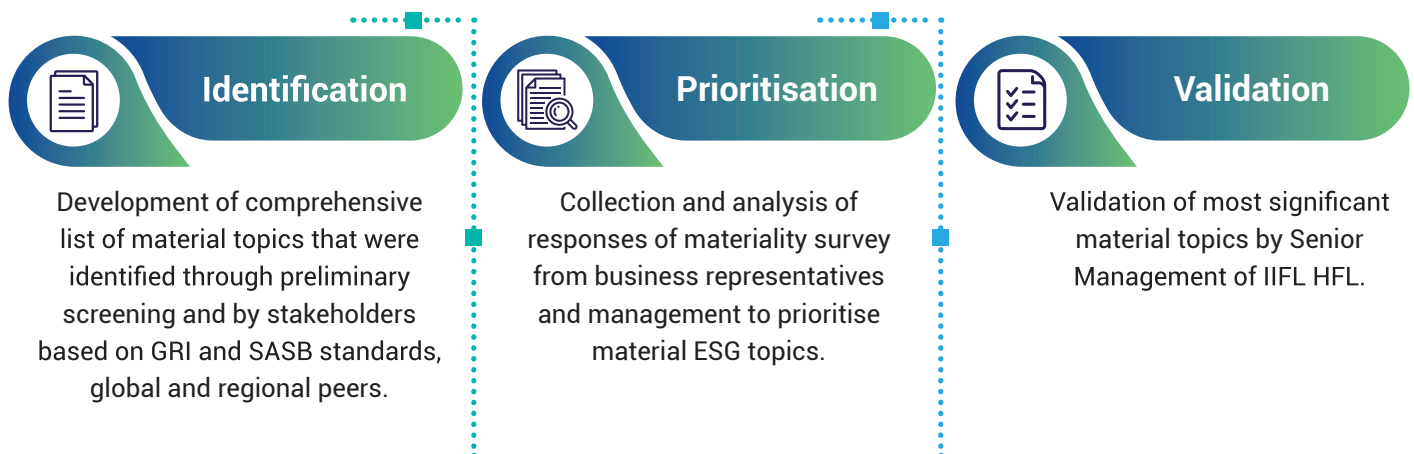 Identification
Development of comprehensive
list of material topics that were
identified through preliminary
screening and by stakeholders
based on GRI and SASB standards,
global and regional peers.
Prioritisation
Collection and analysis of
responses of materiality survey
from business representatives
and management to prioritise
material ESG topics.
Validation
Validation of most significant
material topics by Senior
Management of IIFL HFL.